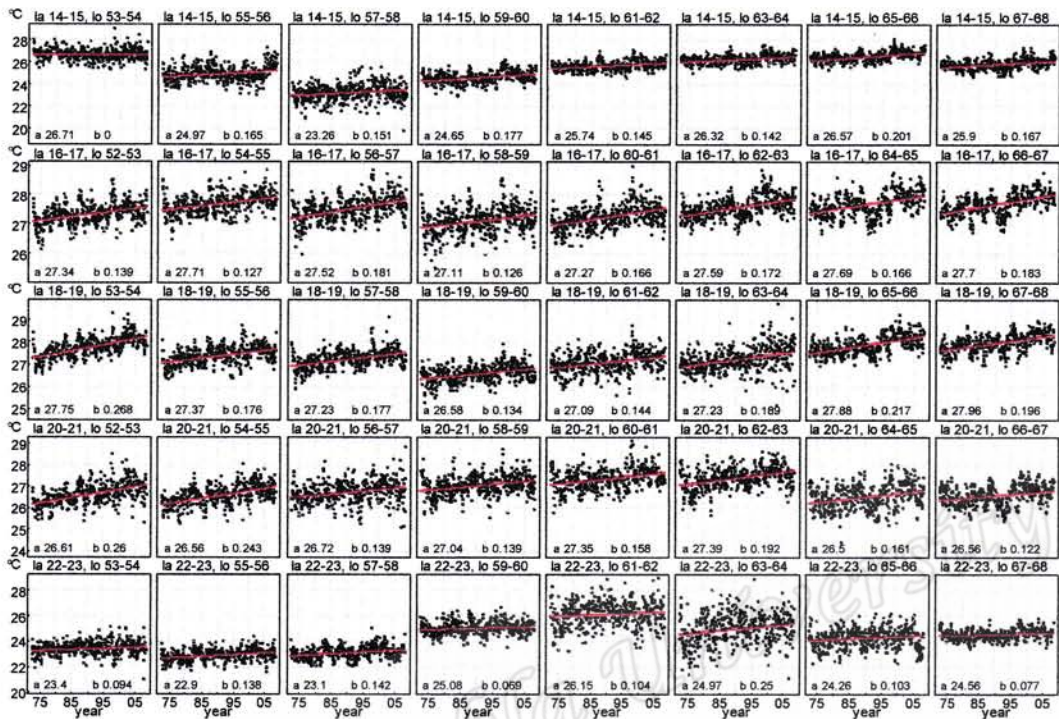 °C la 14-15, lo 53-54 la 14-15, lo 55-56 la 14-15, lo 57-58 la 14-15, lo 59-60 la 14-15, lo 61-62 la 14-15, lo 63-64 la 14-15, lo 65-66 la 14-15, lo 67-68
28
26
24
22
20
a 26.71 b 0 a 24.97 b 0.165 a 23.26 b 0.151 a 24.65 b 0.177 a 25.74 b 0.145 a 26.32 b 0.142 a 26.57 b 0.201 a 25.9 b 0.167
°C la 16-17, lo 52-53 la 16-17, lo 54-55 la 16-17, lo 56-57 la 16-17, lo 58-59 la 16-17, lo 60-61 la 16-17, lo 62-63 la 16-17, lo 64-65 la 16-17, lo 66-67
29
28
27
26
a 27.34 b 0.139 a 27.71 b 0.127 a 27.52 b 0.181 a 27.11 b 0.126 a 27.27 b 0.166 a 27.59 b 0.172 a 27.69 b 0.166 a 27.7 b 0.183
°C la 18-19, lo 53-54 la 18-19, lo 55-56 la 18-19, lo 57-58 la 18-19, lo 59-60 la 18-19, lo 61-62 la 18-19, lo 63-64 la 18-19, lo 65-66 la 18-19, lo 67-68
29
28
27
26
25
a 27.75 b 0.268 a 27.37 b 0.176 a 27.23 b 0.177 a 26.58 b 0.134 a 27.09 b 0.144 a 27.23 b 0.189 a 27.88 b 0.217 a 27.96 b 0.196
°C la 20-21, lo 52-53 la 20-21, lo 54-55 la 20-21, lo 56-57 la 20-21, lo 58-59 la 20-21, lo 60-61 la 20-21, lo 62-63 la 20-21, lo 64-65 la 20-21, lo 66-67
29
28
27
26
25
24
a 26.61 b 0.26 a 26.56 b 0.243 a 26.72 b 0.139 a 27.04 b 0.139 a 27.35 b 0.158 a 27.39 b 0.192 a 26.5 b 0.161 a 26.56 b 0.122
°C la 22-23, lo 53-54 la 22-23, lo 55-56 la 22-23, lo 57-58 la 22-23, lo 59-60 la 22-23, lo 61-62 la 22-23, lo 63-64 la 22-23, lo 65-66 la 22-23, lo 67-68
28
26
24
22
20
a 23.4 b 0.094 a 22.9 b 0.138 a 23.1 b 0.142 a 25.08 b 0.069 a 26.15 b 0.104 a 24.97 b 0.25 a 24.26 b 0.103 a 24.56 b 0.077
75 85 95 05 75 85 95 05 75 85 95 05 75 85 95 05 75 85 95 05 75 85 95 05 75 85 95 05 75 85 95 05
year year year year year year year year
University